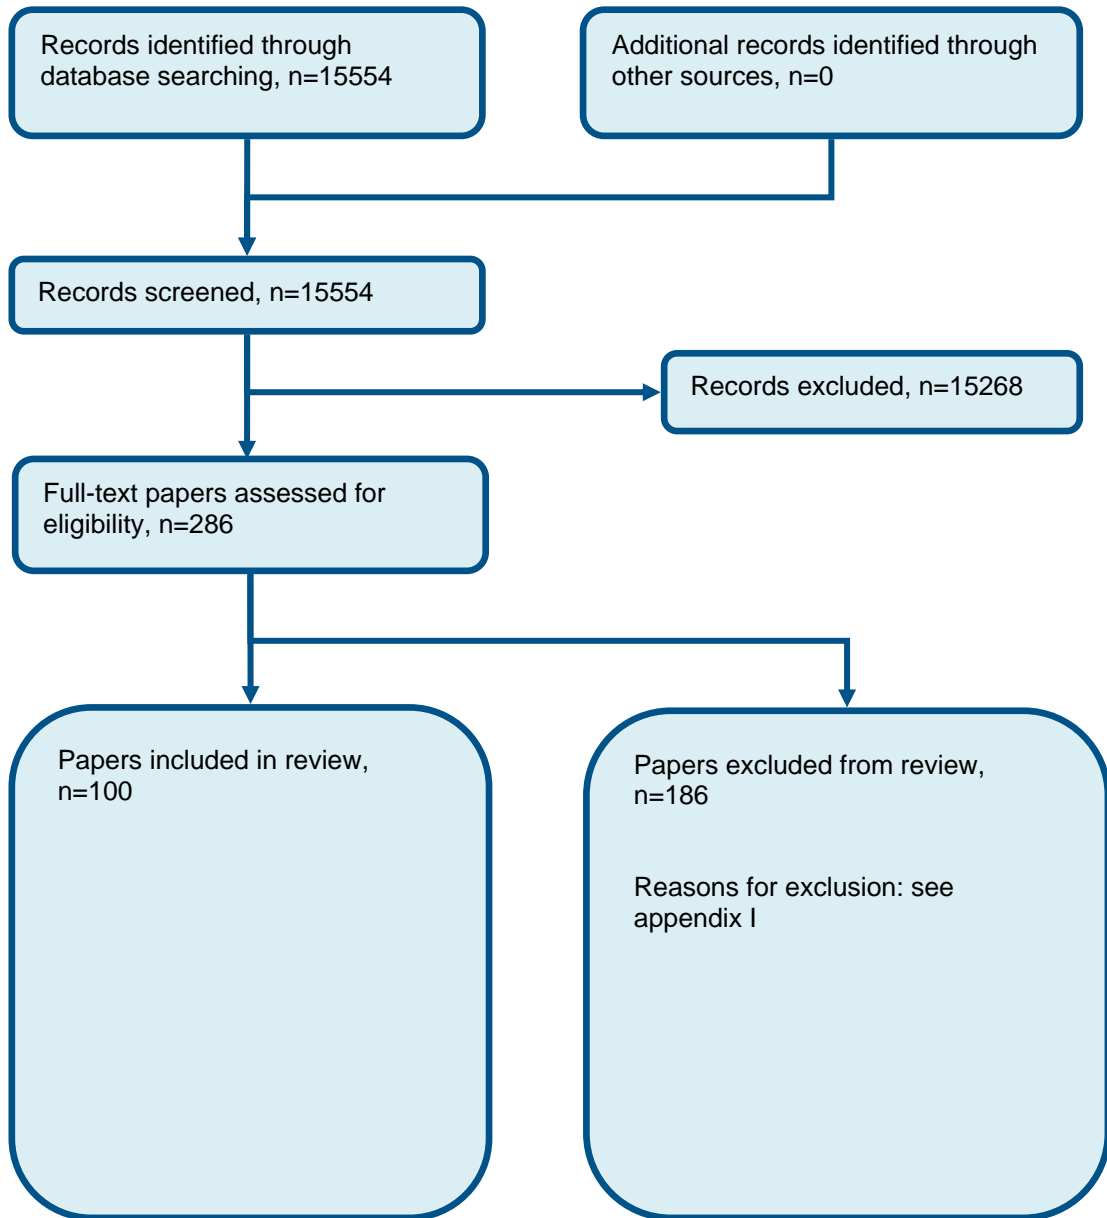 Records identified through
database searching, n=15554
Additional records identified through
other sources, n=0
Records screened, n=15554
Records excluded, n=15268
Full-text papers assessed for
eligibility, n=286
Papers included in review,
n=100
Papers excluded from review,
n=186
Reasons for exclusion: see
appendix I